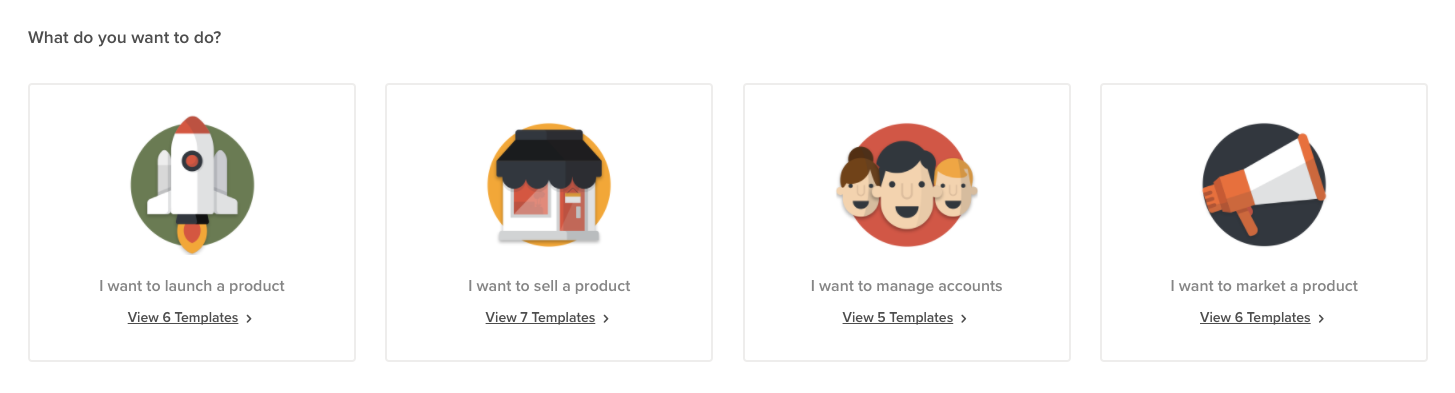 What do you want to do?
I want to launch a product
View 6 Templates
I want to sell a product
View 7 Templates
I want to manage accounts
View 5 Templates
I want to market a product
View 6 Templates